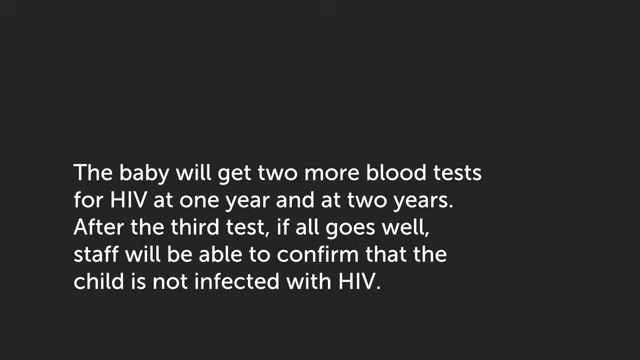 The baby will get two more blood tests
for HIV at one year and at two years.
After the third test, if all goes well,
staff will be able to confirm that the
child is not infected with HIV.